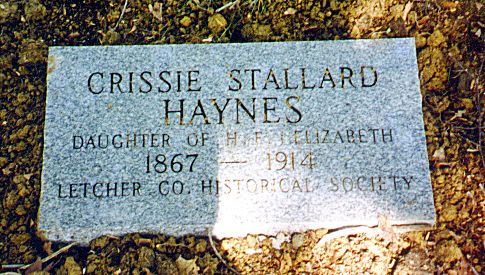 CRISSIE STALLARD
HAYNES
DAUGHTER OF H. F. ELIZABETH
1867 — 1914
LETCHER CO. HISTORICAL SOCIETY